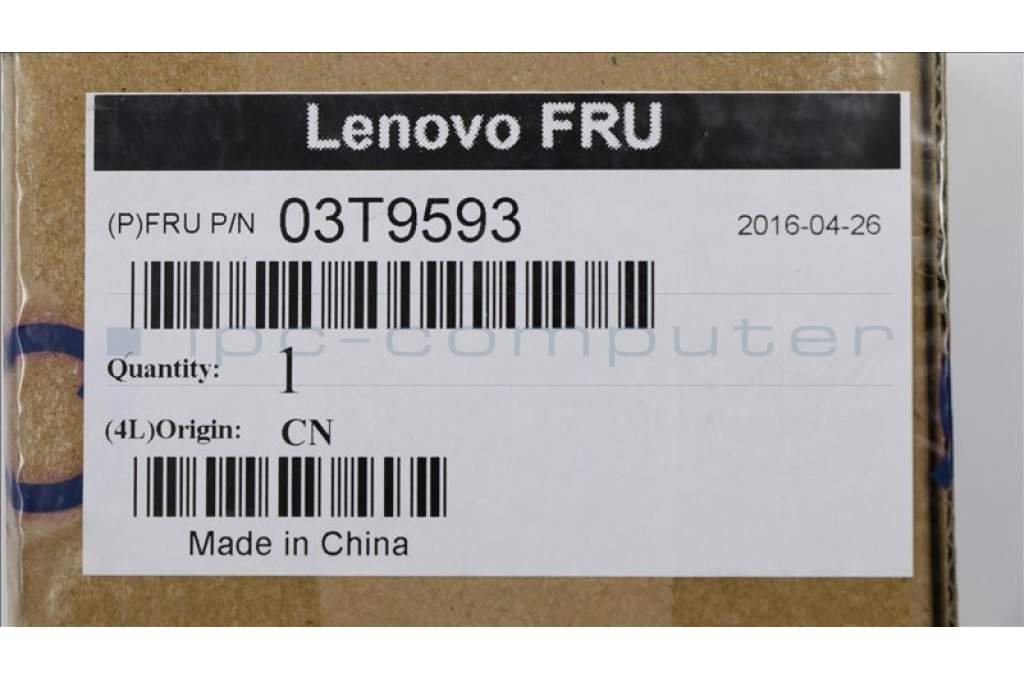 Lenovo FRU
(P)FRU P/N 03T9593 2016-04-26
ipc-computer
Quantity: 1
(4L)Origin: CN
Made in China